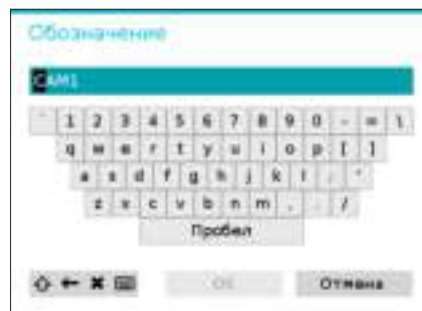 Обозначение
CAM1
` 1 2 3 4 5 6 7 8 9 0 - = \
q w e r t y u i o p [ ]
a s d f g h j k l ; '
z x c v b n m , . /
Пробел
OK Отмена